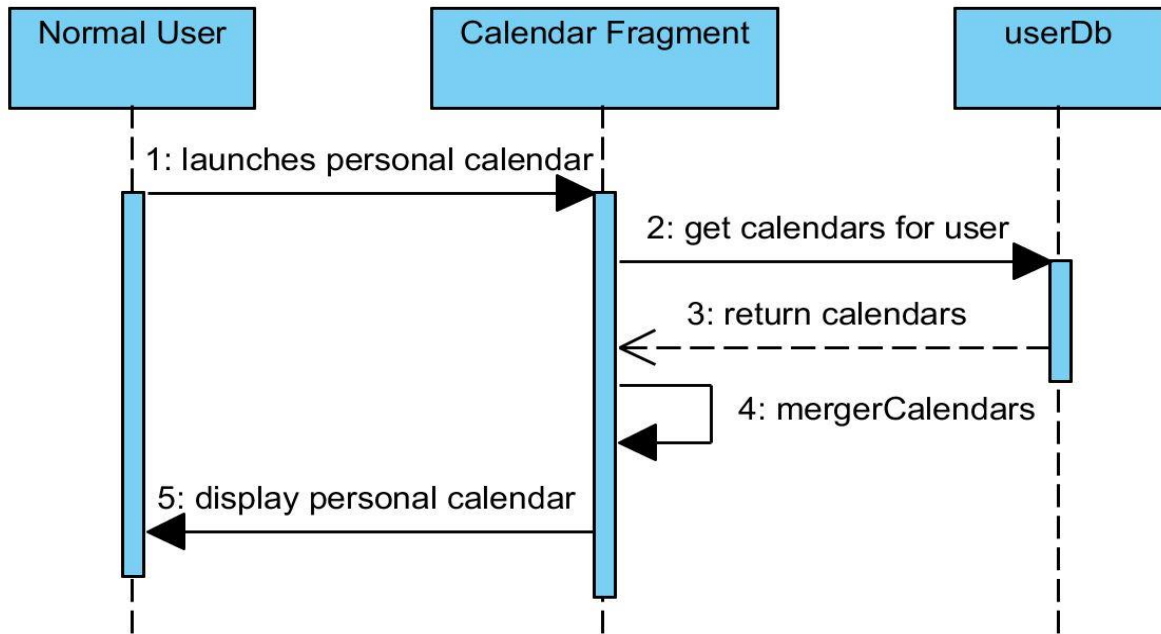 Normal User
Calendar Fragment
userDb
1: launches personal calendar
2: get calendars for user
3: return calendars
4: mergerCalendars
5: display personal calendar